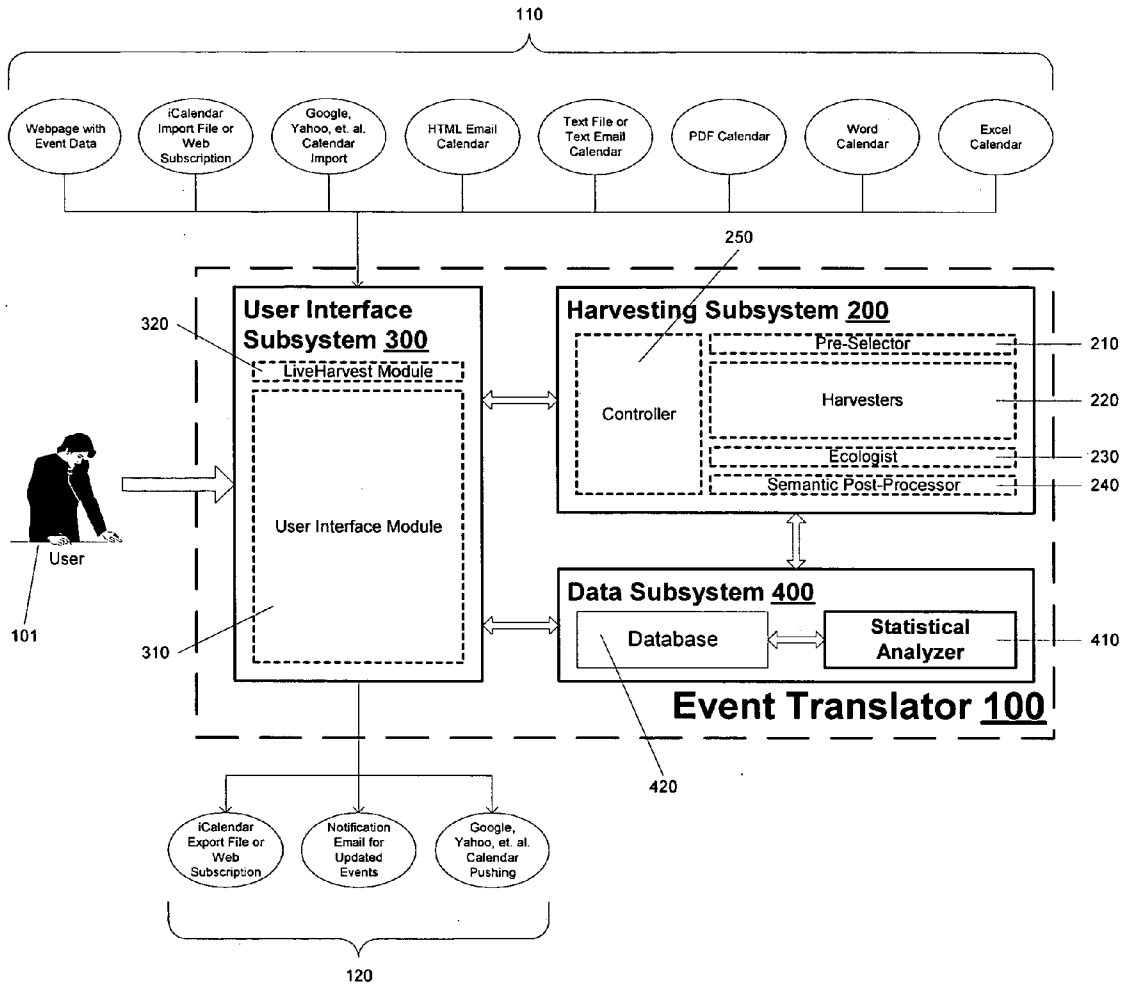 110
Webpage with
Event Data
iCalendar
Import File or
Web
Subscription
Google,
Yahoo, et. al.
Calendar
Import
HTML Email
Calendar
Text File or
Text Email
Calendar
PDF Calendar
Word
Calendar
Excel
Calendar
250
320
User Interface
Subsystem 300
LiveHarvest Module
User Interface Module
Harvesting Subsystem 200
Controller
Pre-Selector
Harvesters
Ecologist
Semantic Post-Processor
210
220
230
240
User
101
310
Data Subsystem 400
Database
Statistical
Analyzer
410
Event Translator 100
420
iCalendar
Export File or
Web
Subscription
Notification
Email for
Updated
Events
Google,
Yahoo, et. al.
Calendar
Pushing
120